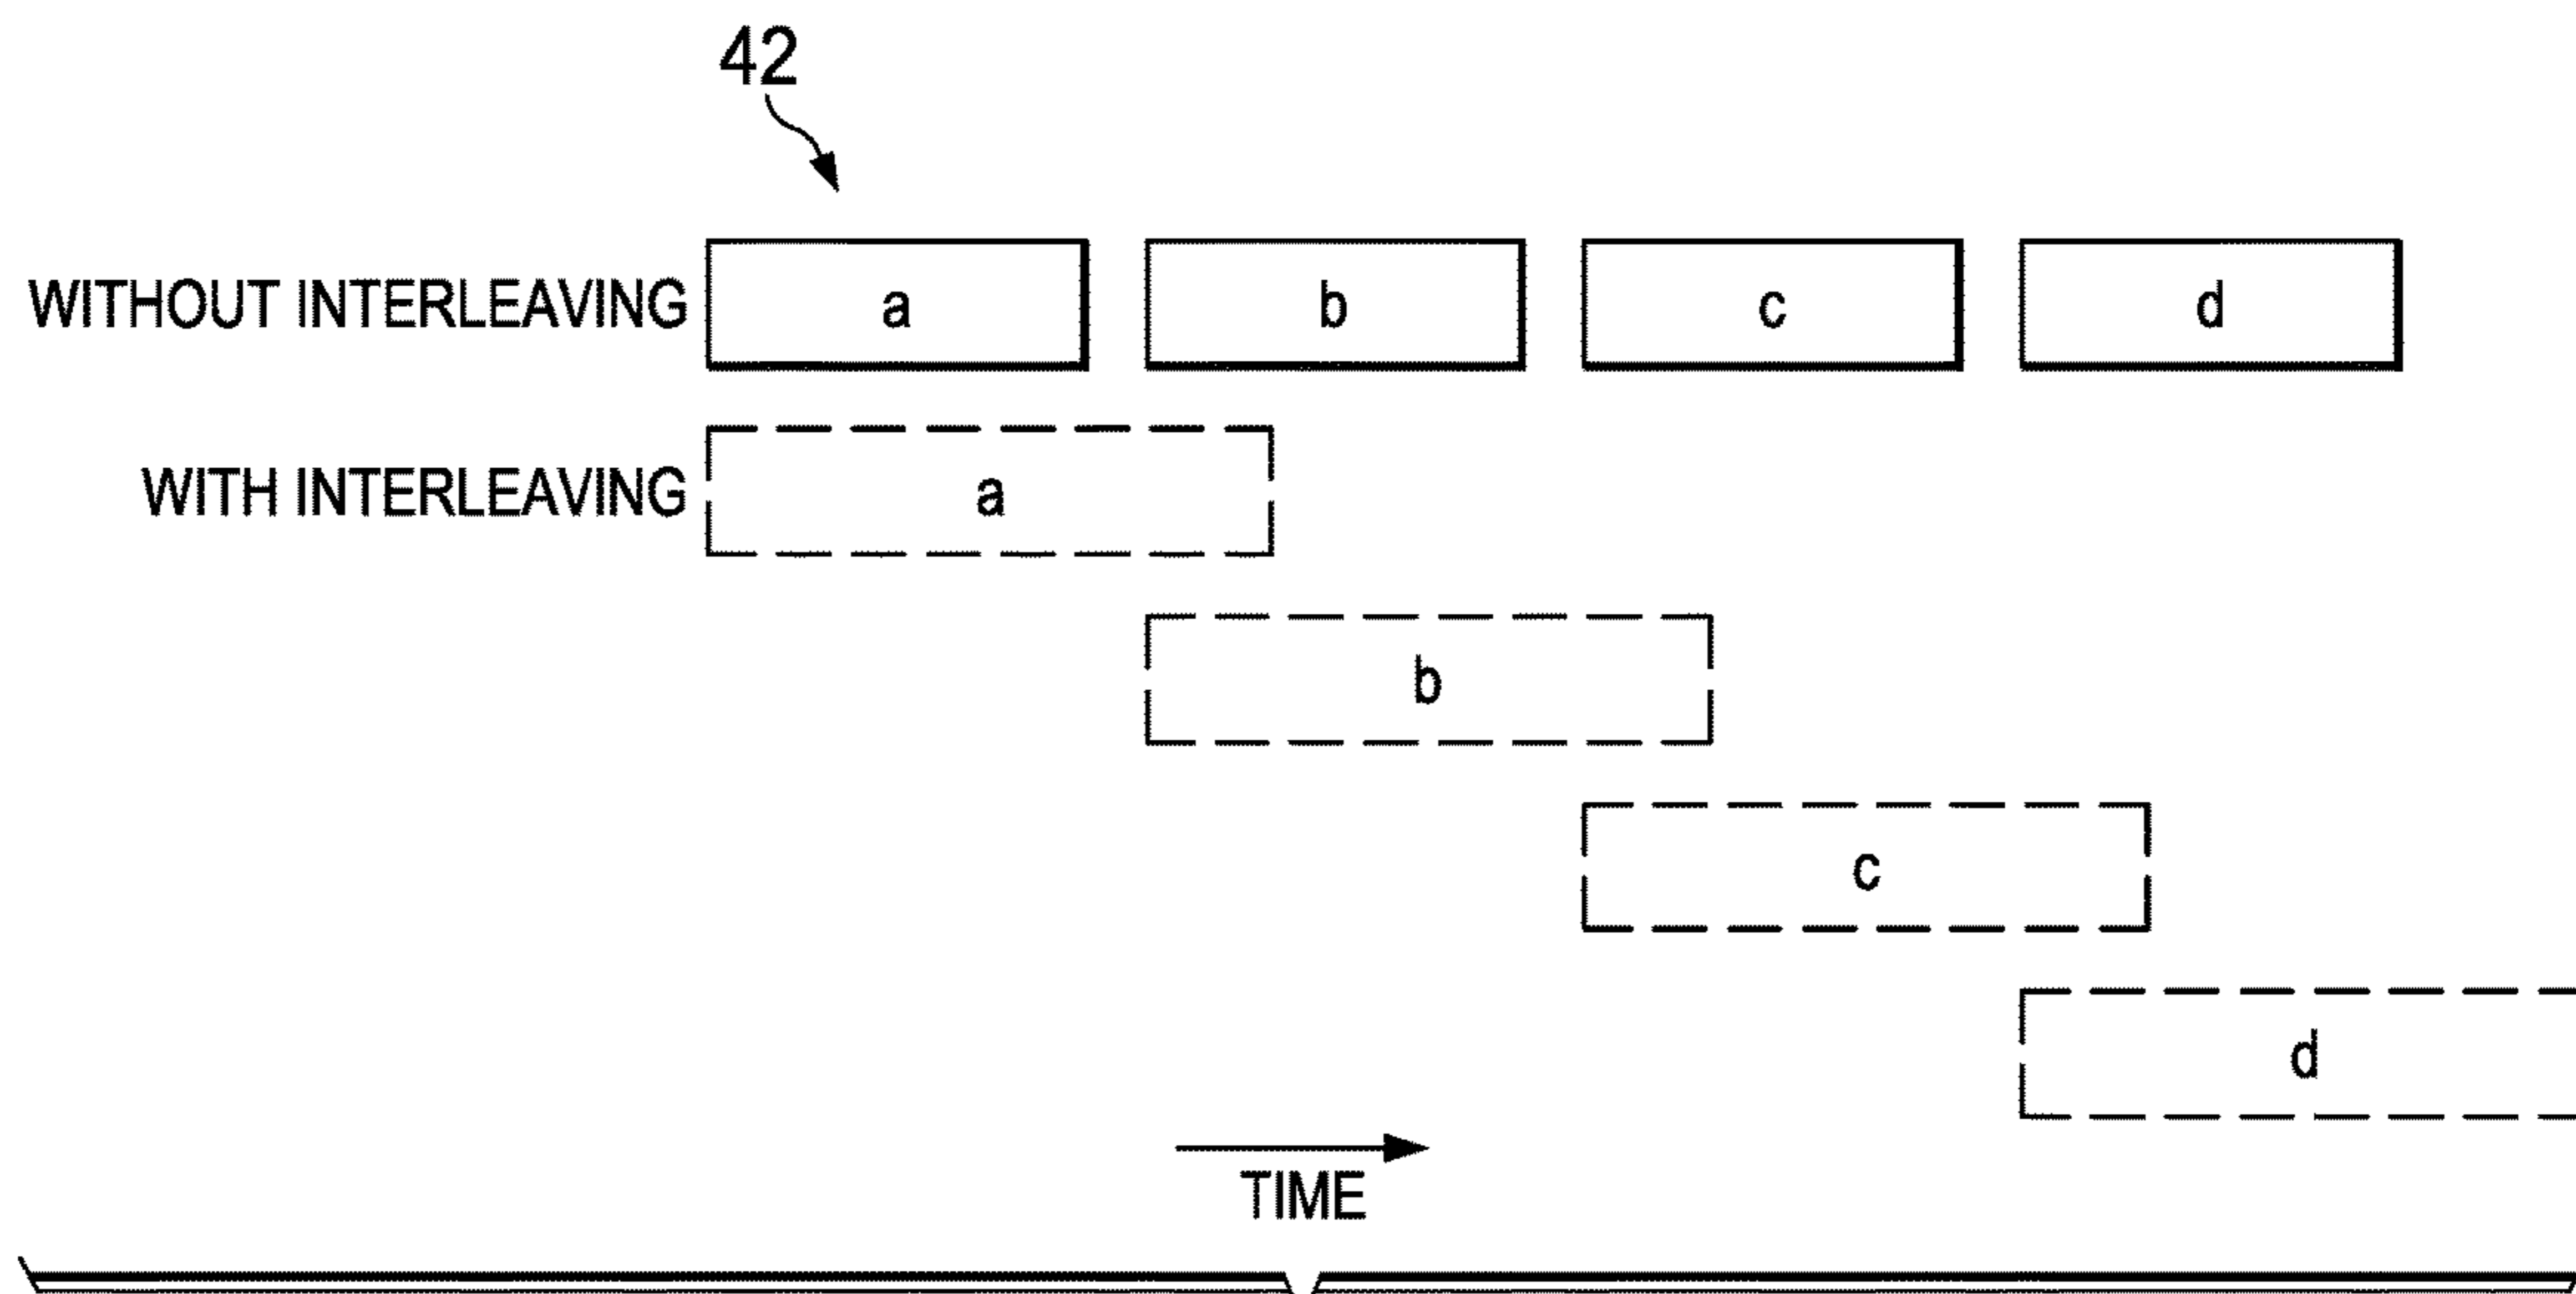 42
WITHOUT INTERLEAVING a b c d
WITH INTERLEAVING a
b
c
d
TIME